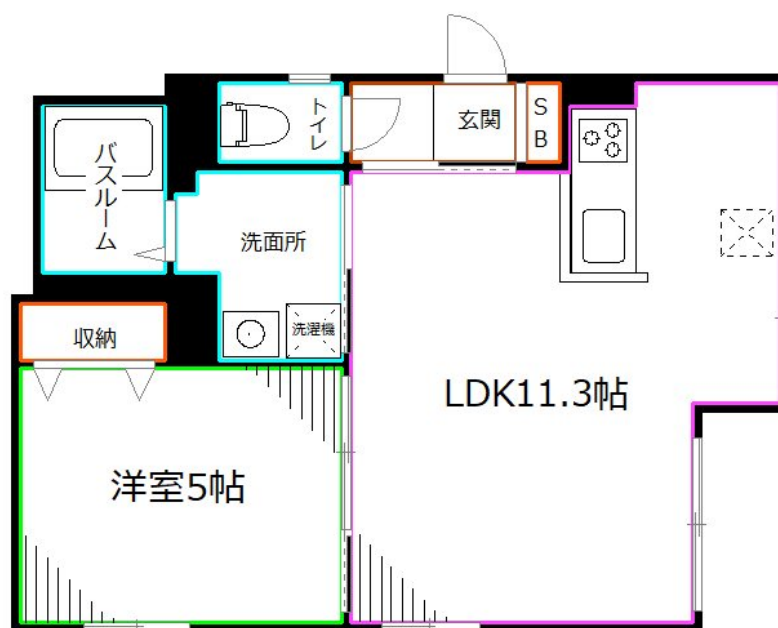 トイレ
玄関
SB
バスルーム
洗面所
洗濯機
収納
LDK11.3帖
洋室5帖